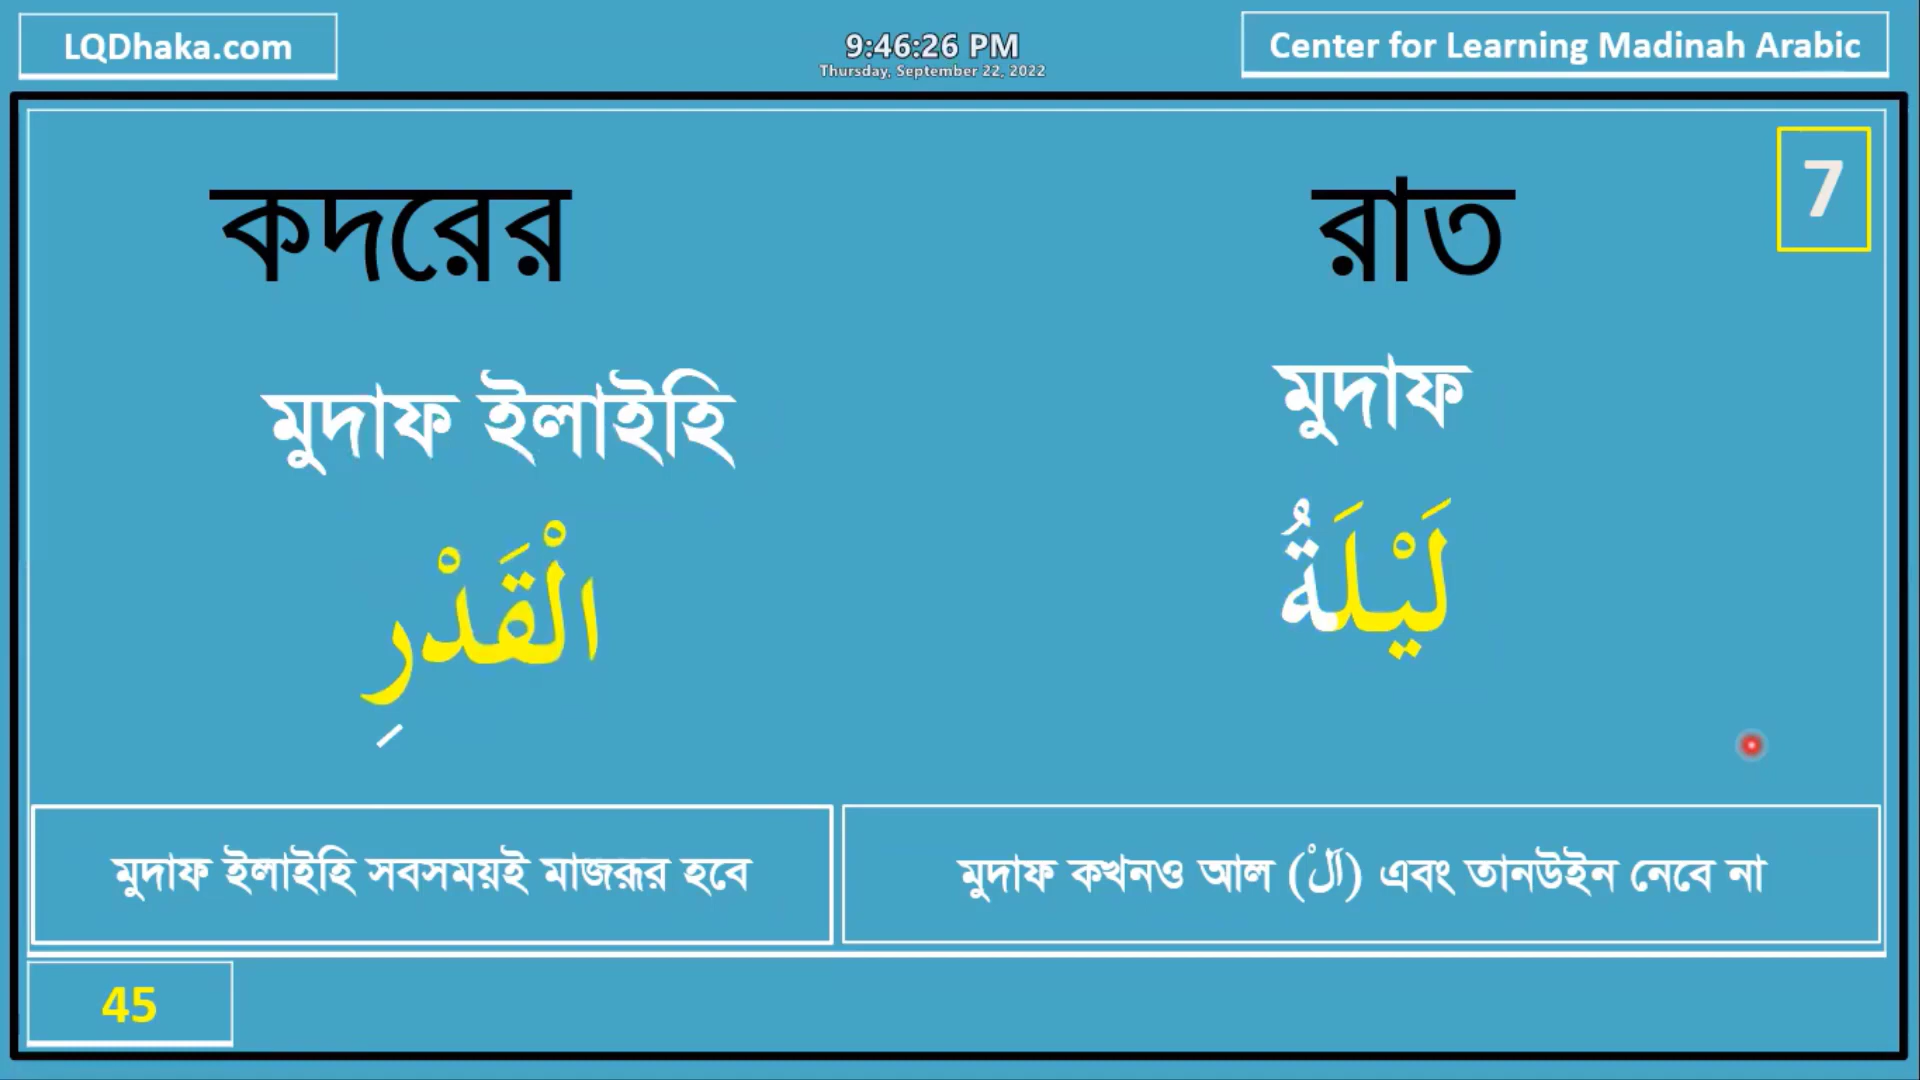 LQDhaka.com
9:46:26 PM
Thursday, September 22, 2022
Center for Learning Madinah Arabic
7
কদরের
রাত
মুদাফ ইলাইহি
মুদাফ
الْقَدْرِ
لَيْلَةُ
মুদাফ ইলাইহি সবসময়ই মাজরূর হবে
মুদাফ কখনও আল (اَلْ) এবং তানউইন নেবে না
45